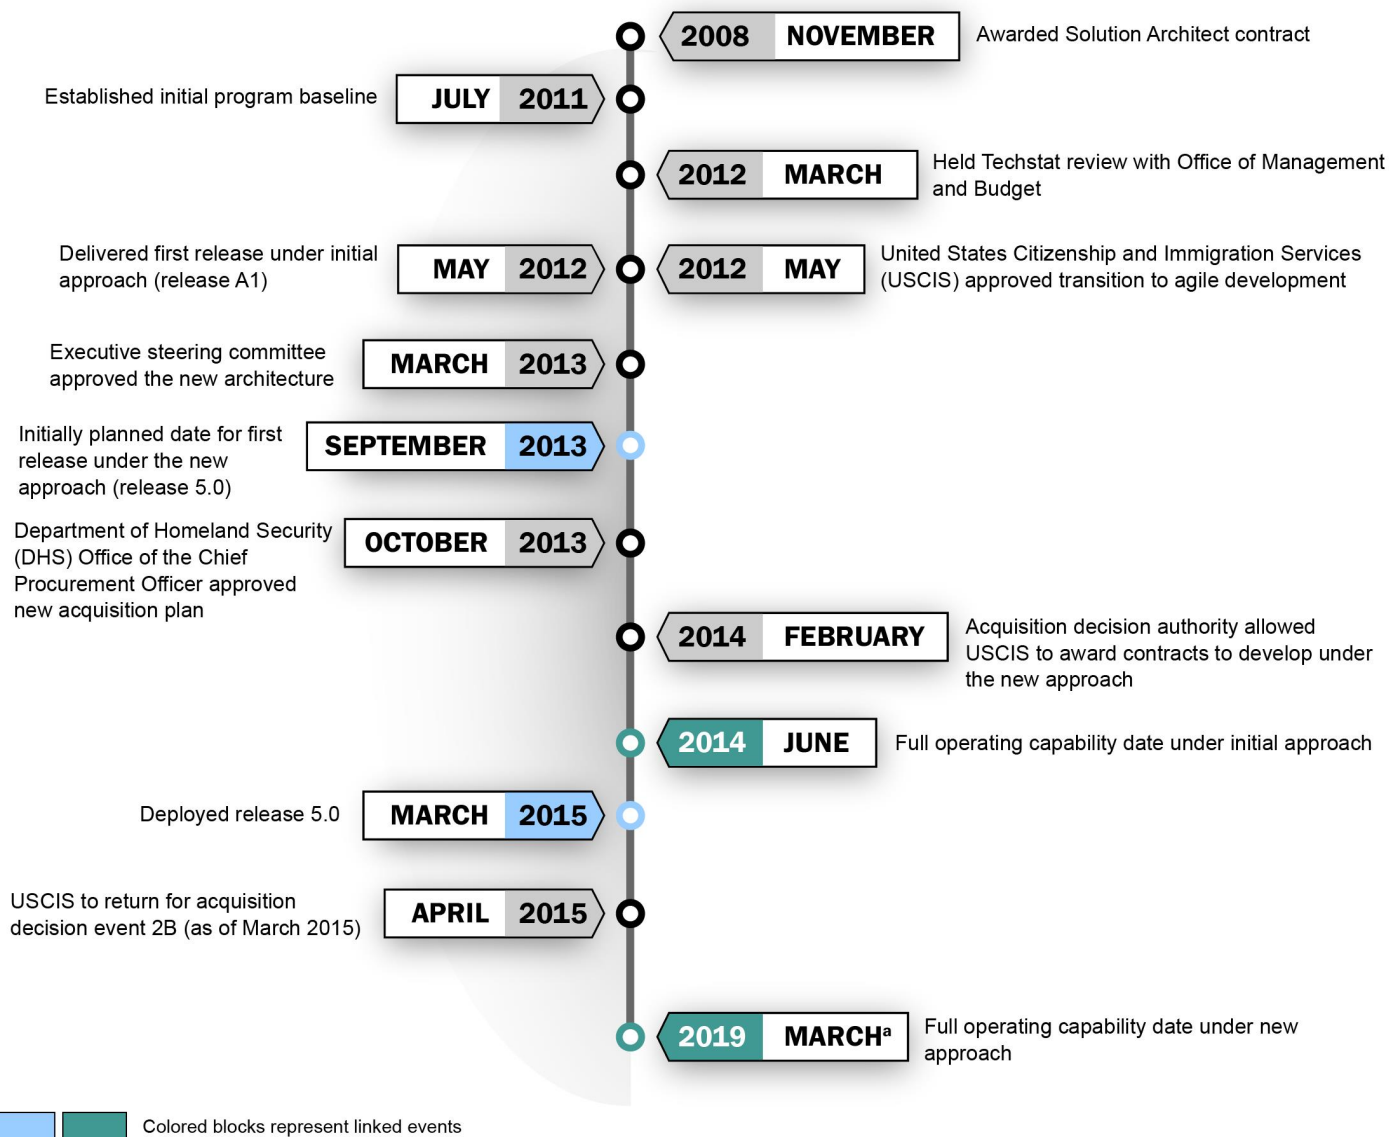 2008 NOVEMBER
Awarded Solution Architect contract
Established initial program baseline
JULY 2011
2012 MARCH
Held Techstat review with Office of Management
and Budget
Delivered first release under initial
approach (release A1)
MAY 2012
2012 MAY
United States Citizenship and Immigration Services
(USCIS) approved transition to agile development
Executive steering committee
approved the new architecture
MARCH 2013
Initially planned date for first
release under the new
approach (release 5.0)
SEPTEMBER 2013
Department of Homeland Security
(DHS) Office of the Chief
Procurement Officer approved
new acquisition plan
OCTOBER 2013
2014 FEBRUARY
Acquisition decision authority allowed
USCIS to award contracts to develop under
the new approach
2014 JUNE
Full operating capability date under initial approach
Deployed release 5.0
MARCH 2015
USCIS to return for acquisition
decision event 2B (as of March 2015)
APRIL 2015
2019 MARCHª
Full operating capability date under new
approach
Colored blocks represent linked events